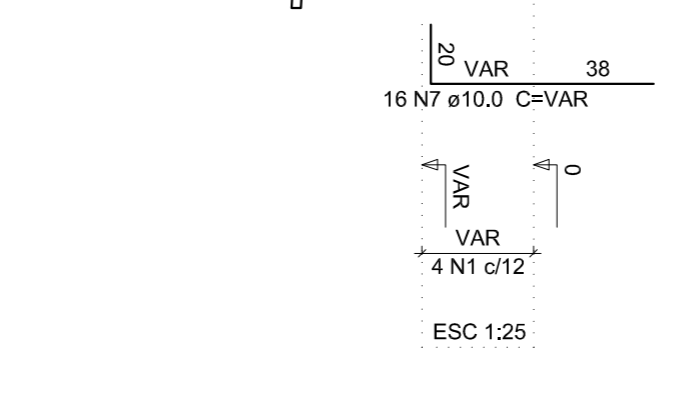 20
VAR 38
16 N7 ø10.0 C=VAR
VAR
0
VAR
4 N1 c/12
ESC 1:25